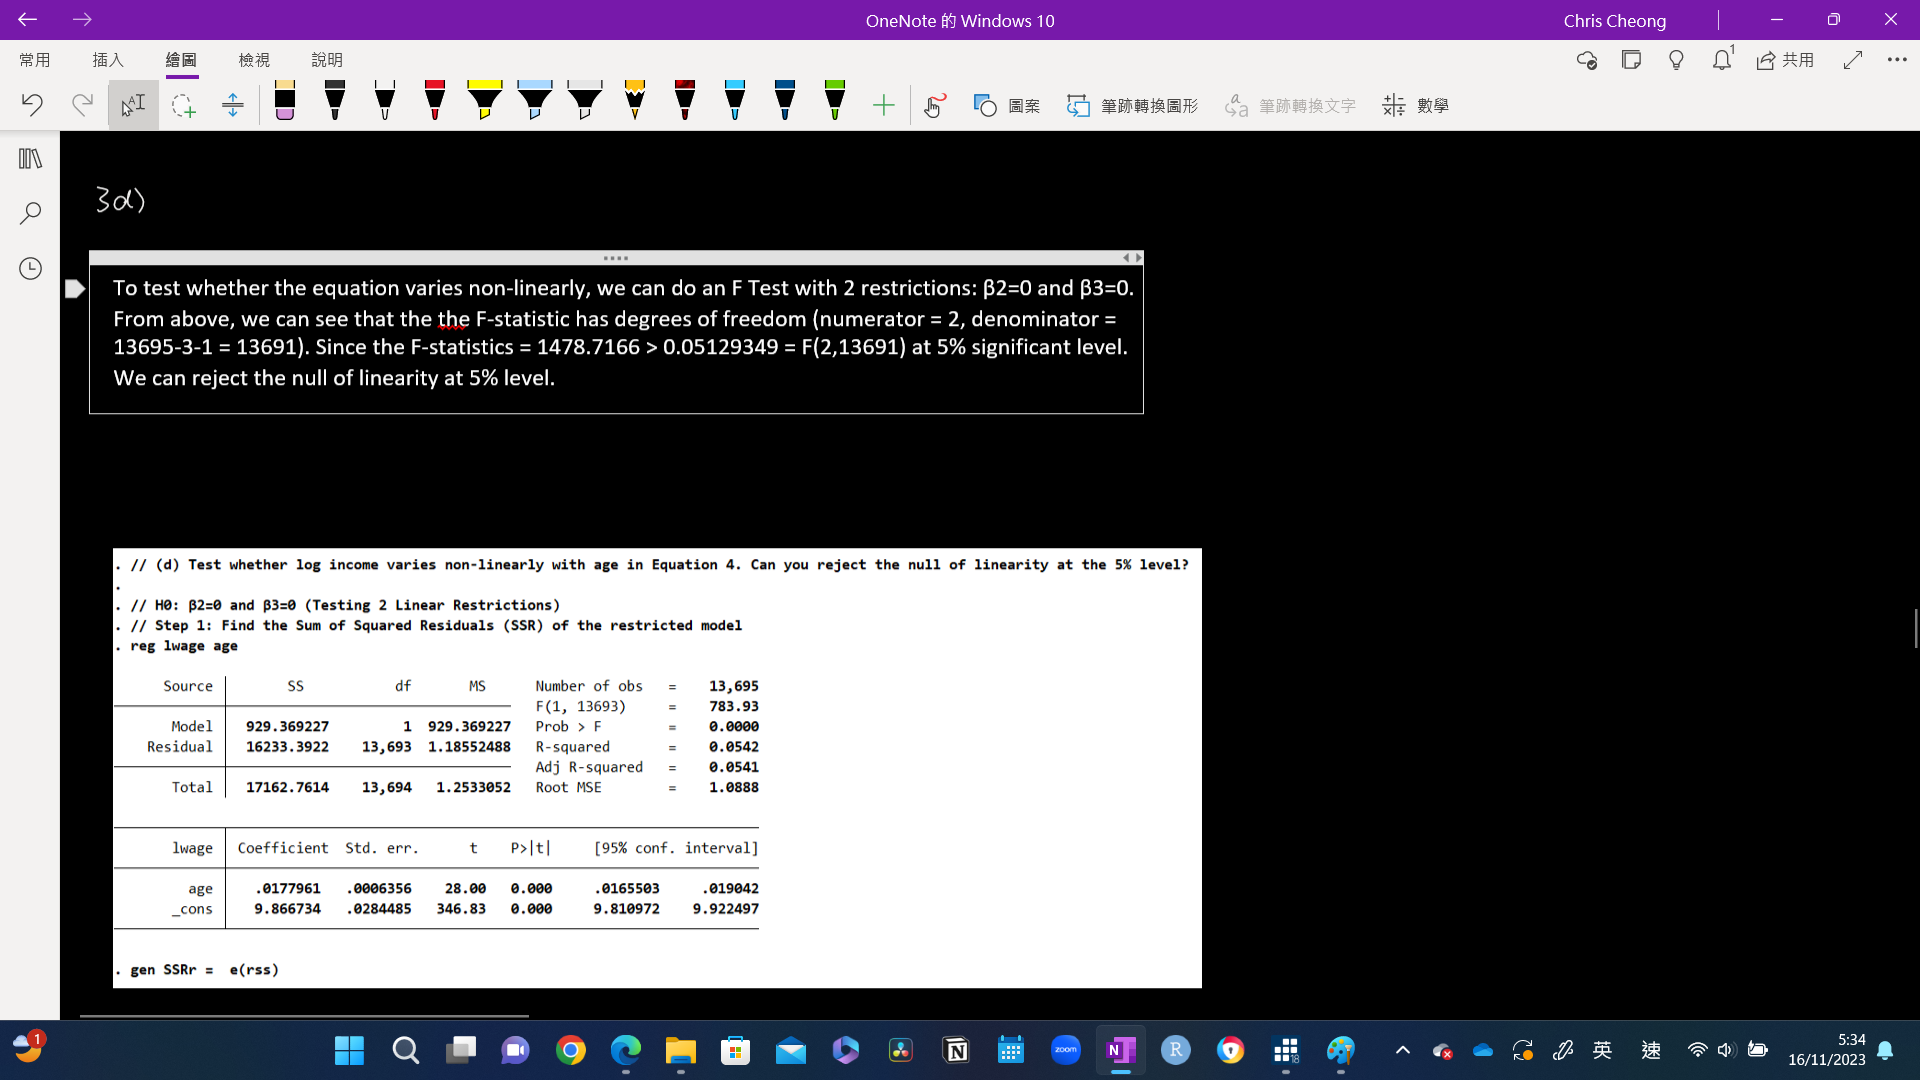 OneNote 的 Windows 10
Chris Cheong
常用 插入 繪圖 檢視 說明
1
共用
圖案 筆跡轉換圖形 筆跡轉換文字 數學
3d)
To test whether the equation varies non-linearly, we can do an F Test with 2 restrictions: β2=0 and β3=0.
From above, we can see that the the F-statistic has degrees of freedom (numerator = 2, denominator =
13695-3-1 = 13691). Since the F-statistics = 1478.7166 > 0.05129349 = F(2,13691) at 5% significant level.
We can reject the null of linearity at 5% level.
. // (d) Test whether log income varies non-linearly with age in Equation 4. Can you reject the null of linearity at the 5% level?
.
. // H0: β2=0 and β3=0 (Testing 2 Linear Restrictions)
. // Step 1: Find the Sum of Squared Residuals (SSR) of the restricted model
. reg lwage age
Source SS df MS Number of obs = 13,695
F(1, 13693) = 783.93
Model 929.369227 1 929.369227 Prob > F = 0.0000
Residual 16233.3922 13,693 1.18552488 R-squared = 0.0542
Adj R-squared = 0.0541
Total 17162.7614 13,694 1.2533052 Root MSE = 1.0888
lwage Coefficient Std. err. t P>|t| [95% conf. interval]
age .0177961 .0006356 28.00 0.000 .0165503 .019042
_cons 9.866734 .0284485 346.83 0.000 9.810972 9.922497
. gen SSRr = e(rss)
1
zoom
N
R
18
英
速
5:34
16/11/2023